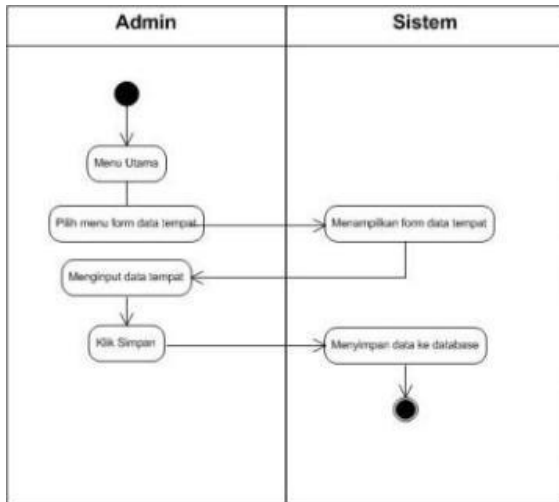 Admin
Sistem
Menu Utama
Pilih menu form data tempat
Menampilkan form data tempat
Menginput data tempat
Klik Simpan
Menyimpan data ke database